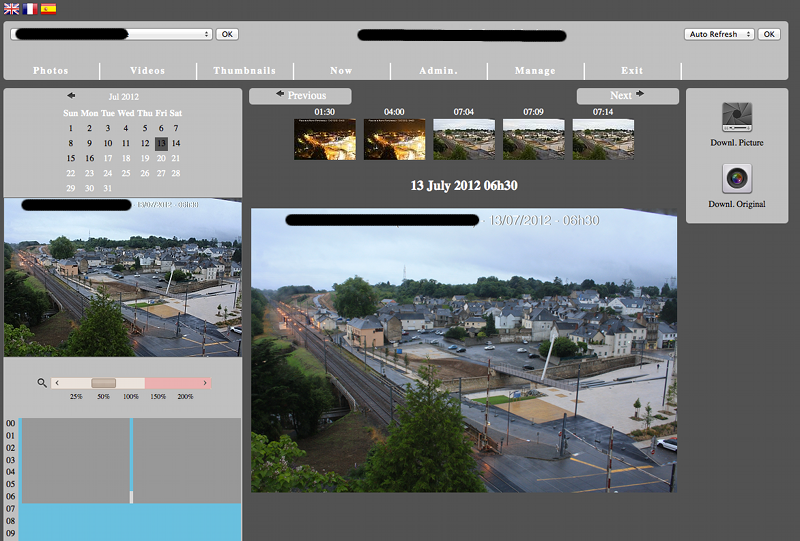 OK
Auto Refresh OK
Photos Videos Thumbnails Now Admin. Manage Exit
Jul 2012
Sun Mon Tue Wed Thu Fri Sat
1 2 3 4 5 6 7
8 9 10 11 12 13 14
15 16 17 18 19 20 21
22 23 24 25 26 27 28
29 30 31
- 13/07/2012 - 06h30
25% 50% 100% 150% 200%
00
01
02
03
04
05
06
07
08
09
Previous Next
01:30 04:00 07:04 07:09 07:14
13 July 2012 06h30
- 13/07/2012 - 06h30
Downl. Picture
Downl. Original